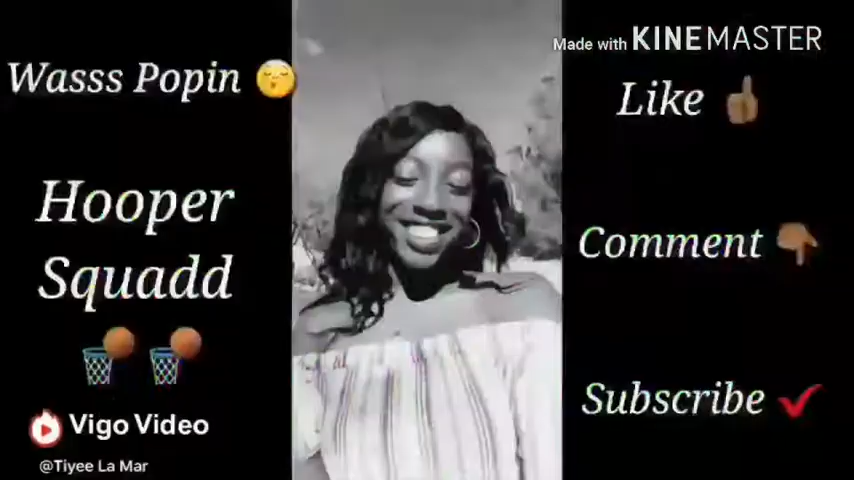 Made with KINEMASTER
Wasss Popin 😚
Like 👍🏾
Hooper
Squadd
🏀 🏀
Comment 👇🏾
Subscribe ✔
Vigo Video
@Tiyee La Mar